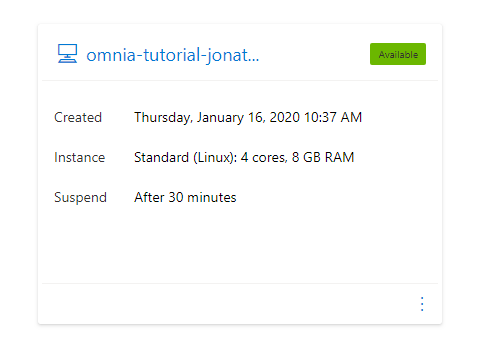 omnia-tutorial-jonat...
Available
Created Thursday, January 16, 2020 10:37 AM
Instance Standard (Linux): 4 cores, 8 GB RAM
Suspend After 30 minutes